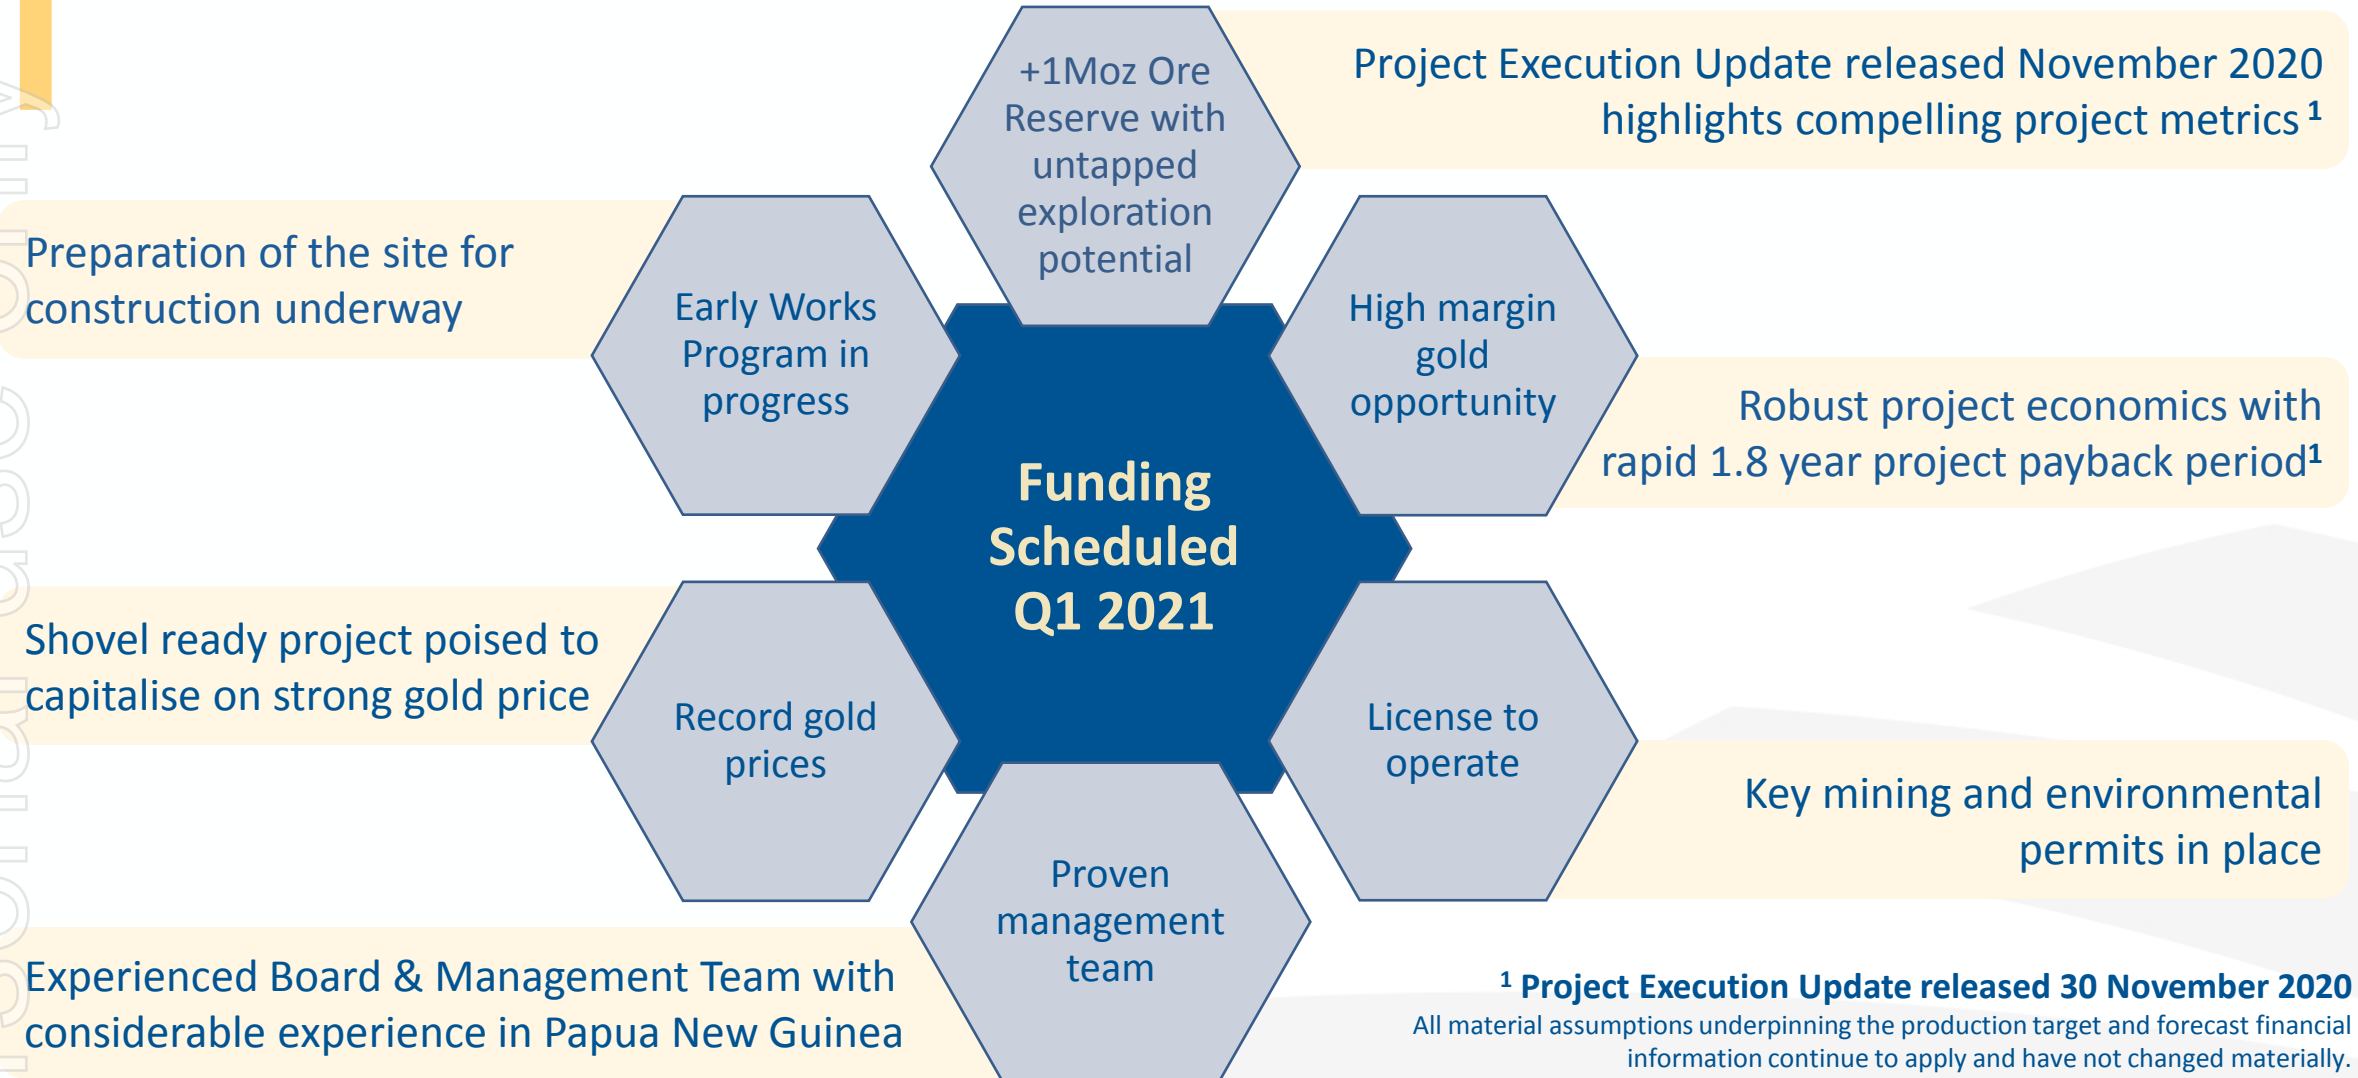 +1Moz Ore
Reserve with
untapped
exploration
potential
Project Execution Update released November 2020
highlights compelling project metrics 1
Preparation of the site for
construction underway
Early Works
Program in
progress
High margin
gold
opportunity
Robust project economics with
rapid 1.8 year project payback period1
Funding
Scheduled
Q1 2021
Shovel ready project poised to
capitalise on strong gold price
Record gold
prices
License to
operate
Key mining and environmental
permits in place
Proven
management
team
Experienced Board & Management Team with
considerable experience in Papua New Guinea
1 Project Execution Update released 30 November 2020
All material assumptions underpinning the production target and forecast financial
information continue to apply and have not changed materially.